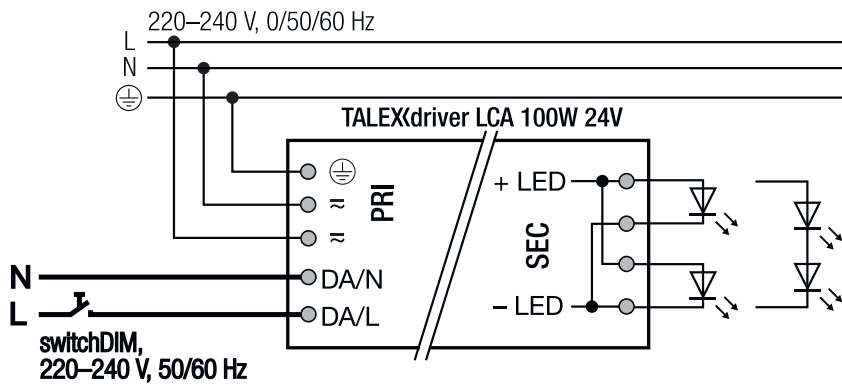 220–240 V, 0/50/60 Hz
L
N
TALEXXdriver LCA 100W 24V
PRI
+ LED
SEC
– LED
N
DA/N
L
DA/L
switchDIM,
220–240 V, 50/60 Hz